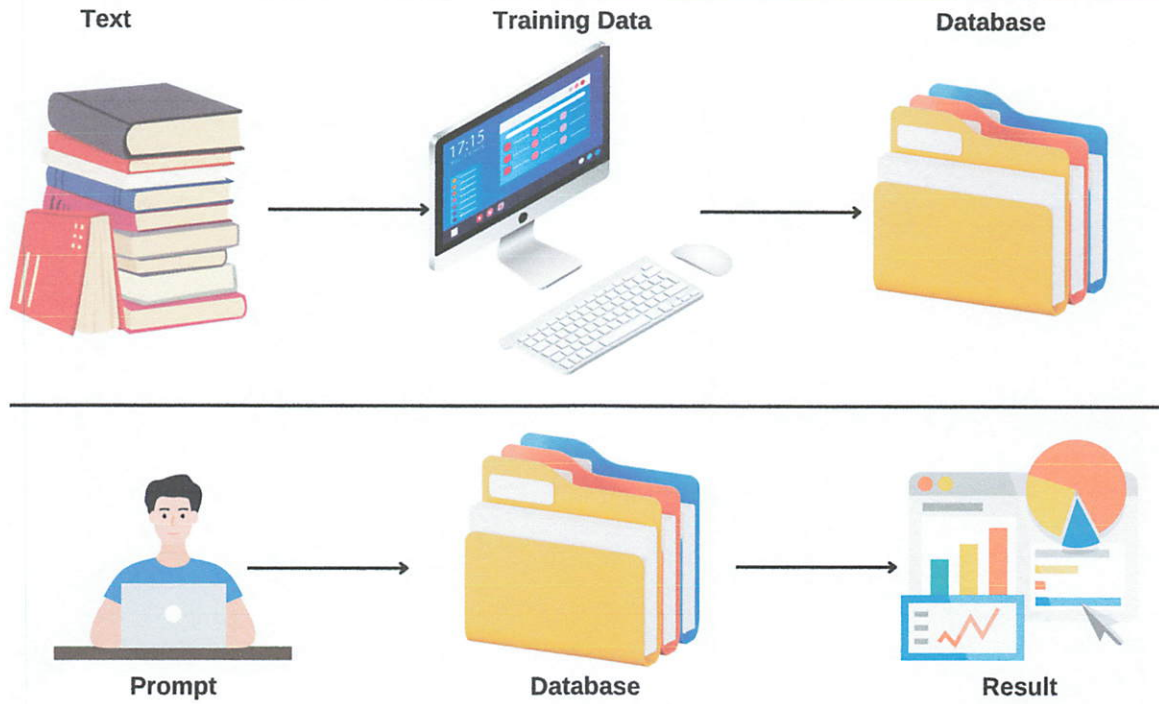 Text
Training Data
Database
17:15
Prompt
Database
Result